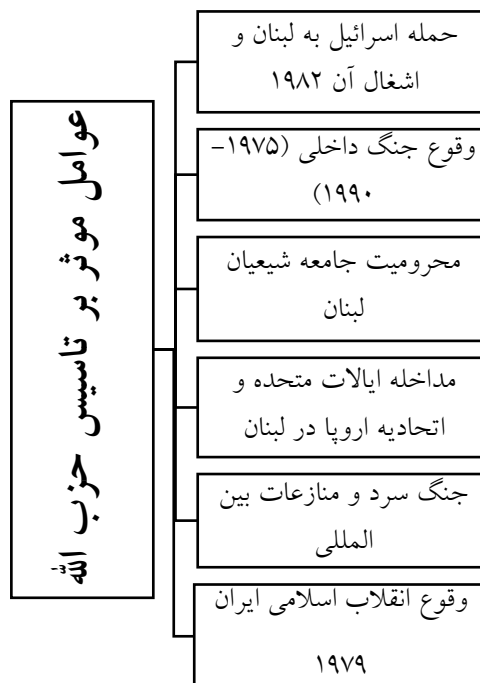 عوامل موثر بر تاسیس حزب الله
حمله اسرائیل به لبنان و
اشغال آن ۱۹۸۲
وقوع جنگ داخلی (۱۹۷۵-
۱۹۹۰)
محرومیت جامعه شیعیان
لبنان
مداخله ایالات متحده و
اتحادیه اروپا در لبنان
جنگ سرد و منازعات بین
المللی
وقوع انقلاب اسلامی ایران
۱۹۷۹